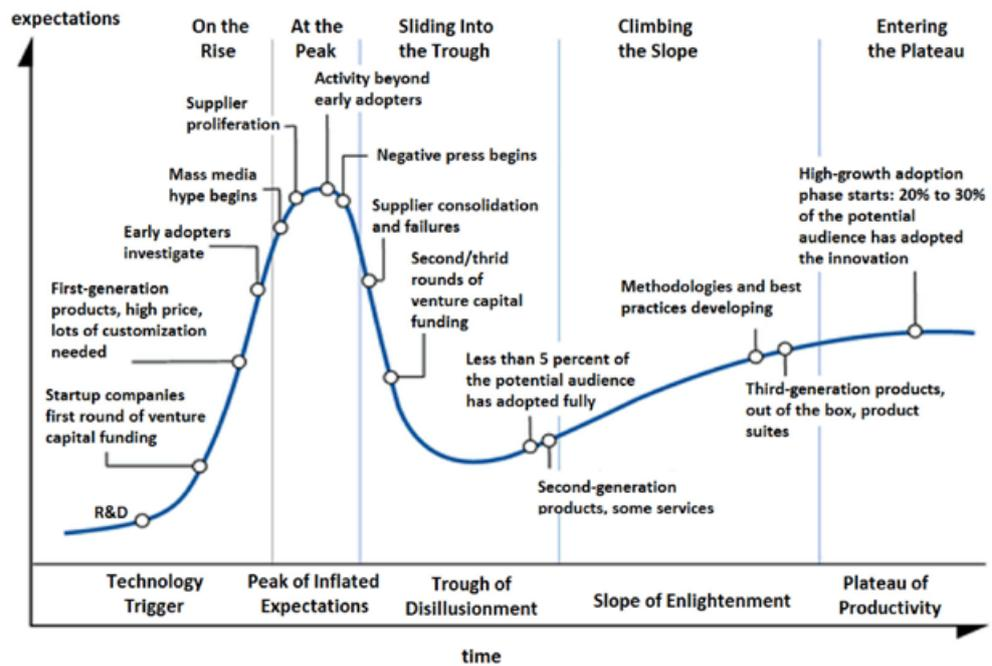 expectations
On the
Rise
At the
Peak
Sliding Into
the Trough
Climbing
the Slope
Entering
the Plateau
Activity beyond
early adopters
Supplier
proliferation
Negative press begins
Mass media
hype begins
High-growth adoption
phase starts: 20% to 30%
of the potential
audience has adopted
the innovation
Supplier consolidation
and failures
Early adopters
investigate
Second/thrid
rounds of
venture capital
funding
First-generation
products, high price,
lots of customization
needed
Methodologies and best
practices developing
Less than 5 percent of
the potential audience
has adopted fully
Startup companies
first round of venture
capital funding
Third-generation products,
out of the box, product
suites
Second-generation
products, some services
R&D
Technology
Trigger
Peak of Inflated
Expectations
Trough of
Disillusionment
Slope of Enlightenment
Plateau of
Productivity
time